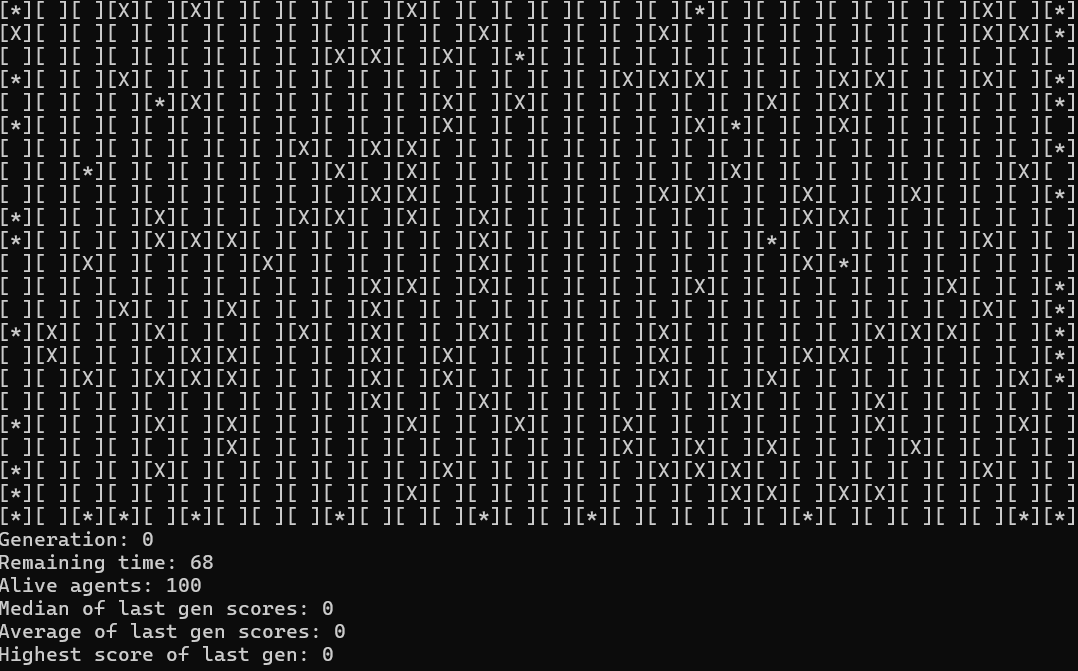 [*][ ][ ][X][ ][X][ ][ ][ ][ ][ ][X][ ][ ][ ][ ][ ][ ][ ][*][ ][ ][ ][ ][ ][ ][ ][X][ ][*]
[X][ ][ ][ ][ ][ ][ ][ ][ ][ ][ ][ ][ ][X][ ][ ][ ][ ][X][ ][ ][ ][ ][ ][ ][ ][ ][X][X][*]
[ ][ ][ ][ ][ ][ ][ ][ ][ ][X][X][ ][X][ ][*][ ][ ][ ][ ][ ][ ][ ][ ][ ][ ][ ][ ][ ][ ][ ]
[*][ ][ ][X][ ][ ][ ][ ][ ][ ][ ][ ][ ][ ][ ][ ][ ][X][X][X][ ][ ][ ][X][X][ ][ ][X][ ][*]
[ ][ ][ ][ ][*][X][ ][ ][ ][ ][ ][ ][X][ ][X][ ][ ][ ][ ][ ][ ][X][ ][X][ ][ ][ ][ ][ ][*]
[*][ ][ ][ ][ ][ ][ ][ ][ ][ ][ ][ ][X][ ][ ][ ][ ][ ][ ][X][*][ ][ ][X][ ][ ][ ][ ][ ][ ]
[ ][ ][ ][ ][ ][ ][ ][ ][X][ ][X][X][ ][ ][ ][ ][ ][ ][ ][ ][ ][ ][ ][ ][ ][ ][ ][ ][ ][*]
[ ][ ][*][ ][ ][ ][ ][ ][ ][X][ ][X][ ][ ][ ][ ][ ][ ][ ][ ][X][ ][ ][ ][ ][ ][ ][ ][X][ ]
[ ][ ][ ][ ][ ][ ][ ][ ][ ][ ][X][X][ ][ ][ ][ ][ ][ ][X][X][ ][ ][X][ ][ ][X][ ][ ][ ][*]
[*][ ][ ][ ][X][ ][ ][ ][X][X][ ][X][ ][X][ ][ ][ ][ ][ ][ ][ ][ ][X][X][ ][ ][ ][ ][ ][ ]
[*][ ][ ][ ][X][X][X][ ][ ][ ][ ][ ][ ][X][ ][ ][ ][ ][ ][ ][ ][*][ ][ ][ ][ ][ ][X][ ][ ]
[ ][ ][X][ ][ ][ ][ ][X][ ][ ][ ][ ][ ][X][ ][ ][ ][ ][ ][ ][ ][ ][X][*][ ][ ][ ][ ][ ][ ]
[ ][ ][ ][ ][ ][ ][ ][ ][ ][ ][X][X][ ][X][ ][ ][ ][ ][ ][X][ ][ ][ ][ ][ ][ ][X][ ][ ][*]
[ ][ ][ ][X][ ][ ][X][ ][ ][ ][X][ ][ ][ ][ ][ ][ ][ ][ ][ ][ ][ ][ ][ ][ ][ ][ ][X][ ][*]
[*][X][ ][ ][X][ ][ ][ ][X][ ][X][ ][ ][X][ ][ ][ ][ ][X][ ][ ][ ][ ][ ][X][X][X][ ][ ][*]
[ ][X][ ][ ][ ][X][X][ ][ ][ ][X][ ][X][ ][ ][ ][ ][ ][X][ ][ ][ ][X][X][ ][ ][ ][ ][ ][*]
[ ][ ][X][ ][X][X][X][ ][ ][ ][X][ ][X][ ][ ][ ][ ][ ][X][ ][ ][X][ ][ ][ ][ ][ ][ ][X][*]
[ ][ ][ ][ ][ ][ ][ ][ ][ ][ ][X][ ][ ][X][ ][ ][ ][ ][ ][ ][X][ ][ ][ ][X][ ][ ][ ][ ][ ]
[*][ ][ ][ ][X][ ][X][ ][ ][ ][ ][X][ ][ ][X][ ][ ][X][ ][ ][ ][ ][ ][ ][X][ ][ ][ ][X][ ]
[ ][ ][ ][ ][ ][ ][X][ ][ ][ ][ ][ ][ ][ ][ ][ ][ ][X][ ][X][ ][X][ ][ ][ ][X][ ][ ][ ][ ]
[*][ ][ ][ ][X][ ][ ][ ][ ][ ][ ][ ][X][ ][ ][ ][ ][ ][X][X][X][ ][ ][ ][ ][ ][ ][X][ ][ ]
[*][ ][ ][ ][ ][ ][ ][ ][ ][ ][ ][X][ ][ ][ ][ ][ ][ ][ ][ ][X][X][ ][X][X][ ][ ][ ][ ][ ]
[*][ ][*][*][ ][*][ ][ ][ ][*][ ][ ][ ][*][ ][ ][*][ ][ ][ ][ ][ ][*][ ][ ][ ][ ][ ][*][*]
Generation: 0
Remaining time: 68
Alive agents: 100
Median of last gen scores: 0
Average of last gen scores: 0
Highest score of last gen: 0